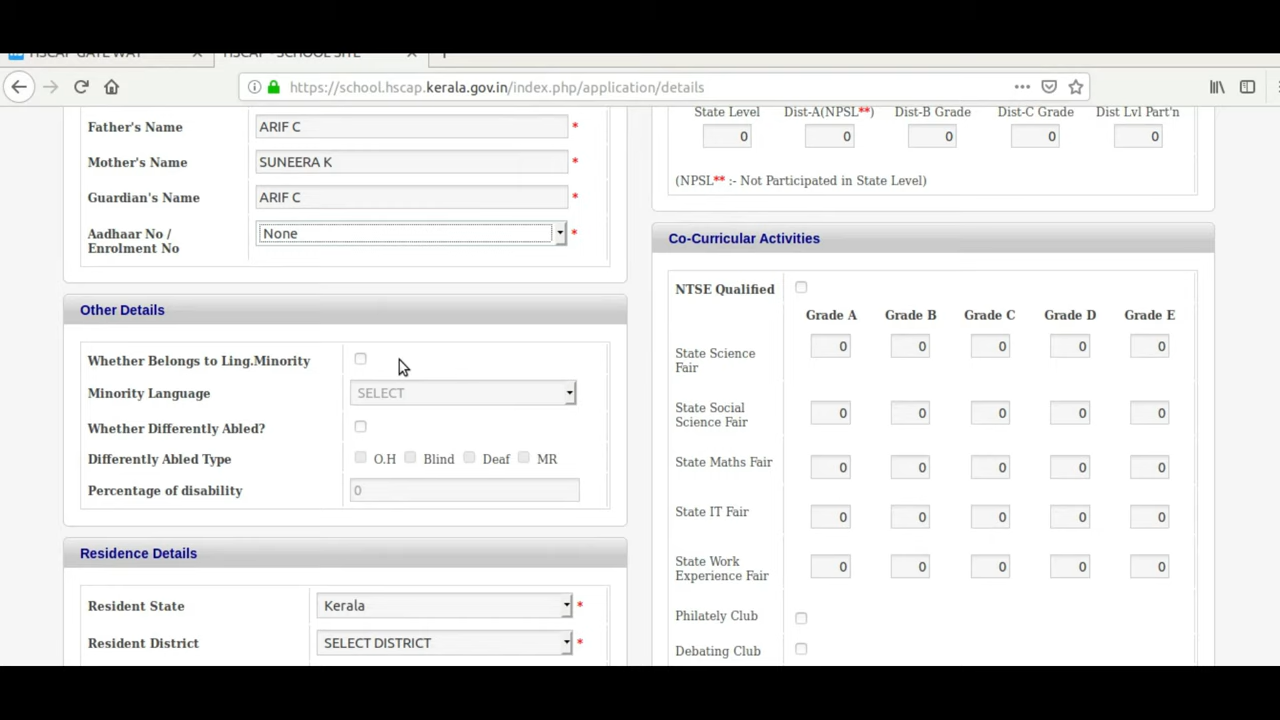 HSCAP GATE WAY
HSCAP - SCHOOL SITE
https://school.hscap.kerala.gov.in/index.php/application/details
Father's Name ARIF C *
Mother's Name SUNEERA K *
Guardian's Name ARIF C *
Aadhaar No /
Enrolment No None *
Other Details
Whether Belongs to Ling.Minority
Minority Language SELECT
Whether Differently Abled?
Differently Abled Type O.H Blind Deaf MR
Percentage of disability 0
Residence Details
Resident State Kerala *
Resident District SELECT DISTRICT *
State Level Dist-A(NPSL**) Dist-B Grade Dist-C Grade Dist Lvl Part'n
0 0 0 0 0
(NPSL** :- Not Participated in State Level)
Co-Curricular Activities
NTSE Qualified
Grade A Grade B Grade C Grade D Grade E
State Science
Fair 0 0 0 0 0
State Social
Science Fair 0 0 0 0 0
State Maths Fair 0 0 0 0 0
State IT Fair 0 0 0 0 0
State Work
Experience Fair 0 0 0 0 0
Philately Club
Debating Club